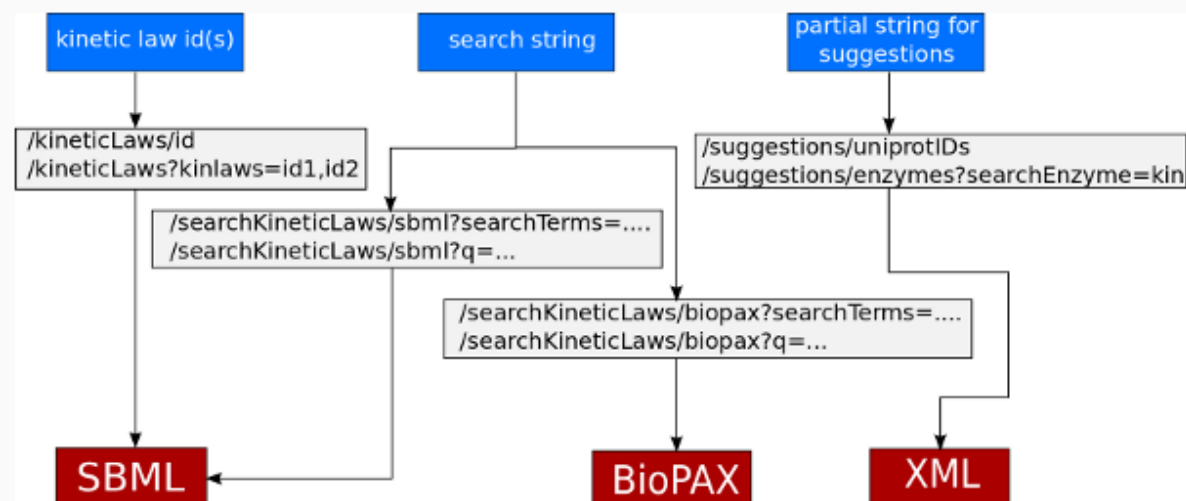 kinetic law id(s)
search string
partial string for
suggestions
/kineticLaws/id
/kineticLaws?kinlaws=id1,id2
/suggestions/uniprotIDs
/suggestions/enzymes?searchEnzyme=kin
/searchKineticLaws/sbml?searchTerms=....
/searchKineticLaws/sbml?q=...
/searchKineticLaws/biopax?searchTerms=....
/searchKineticLaws/biopax?q=...
SBML
BioPAX
XML